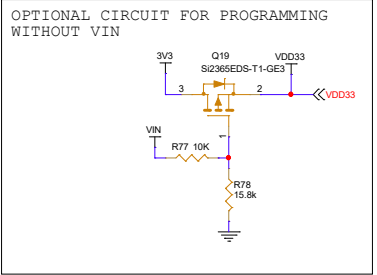 OPTIONAL CIRCUIT FOR PROGRAMMING
WITHOUT VIN
3V3
Q19
VDD33
Si2365EDS-T1-GE3
3
2
VDD33
1
VIN
R77 10K
R78
15.8k